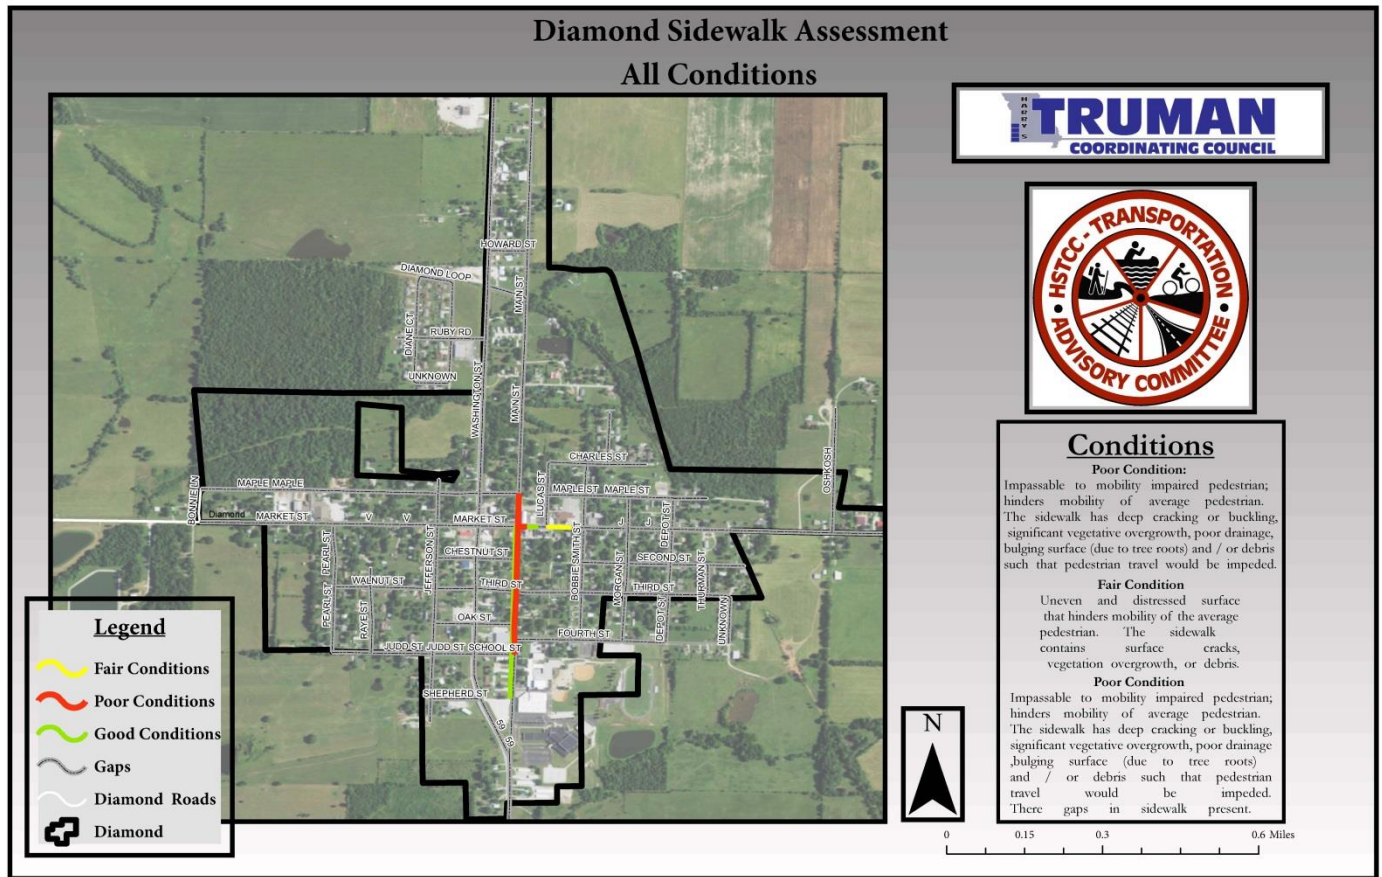 Diamond Sidewalk Assessment
All Conditions
HARRY S
TRUMAN
COORDINATING COUNCIL
HSTCC - TRANSPORTATION
ADVISORY COMMITTEE
HOWARD ST
DIAMOND LOOP
MAIN ST
DIANE CT
RUBY RD
UNKNOWN
WASHINGTON ST
MAIN ST
CHARLES ST
OSHKOSH
LUCAS ST
BONNIE LN
MAPLE MAPLE
MAPLE ST MAPLE ST
Diamond
MARKET ST
V V
MARKET ST
J J
DEPOT ST
PEARL ST PEARL ST
JEFFERSON ST
CHESTNUT ST
BOBBIE SMITH ST
MORGAN ST
SECOND ST
THURMAN ST
WALNUT ST
THIRD ST
THIRD ST
RAYE ST
OAK ST
FOURTH ST
DEPOT ST
UNKNOWN
JUDD ST JUDD ST SCHOOL ST
SHEPHERD ST
59 59
Legend
Fair Conditions
Poor Conditions
Good Conditions
Gaps
Diamond Roads
Diamond
Conditions
Poor Condition:
Impassable to mobility impaired pedestrian;
hinders mobility of average pedestrian.
The sidewalk has deep cracking or buckling,
significant vegetative overgrowth, poor drainage,
bulging surface (due to tree roots) and / or debris
such that pedestrian travel would be impeded.
Fair Condition
Uneven and distressed surface
that hinders mobility of the average
pedestrian. The sidewalk
contains surface cracks,
vegetation overgrowth, or debris.
Poor Condition
Impassable to mobility impaired pedestrian;
hinders mobility of average pedestrian.
The sidewalk has deep cracking or buckling,
significant vegetative overgrowth, poor drainage
,bulging surface (due to tree roots)
and / or debris such that pedestrian
travel would be impeded.
There gaps in sidewalk present.
N
0 0.15 0.3 0.6 Miles